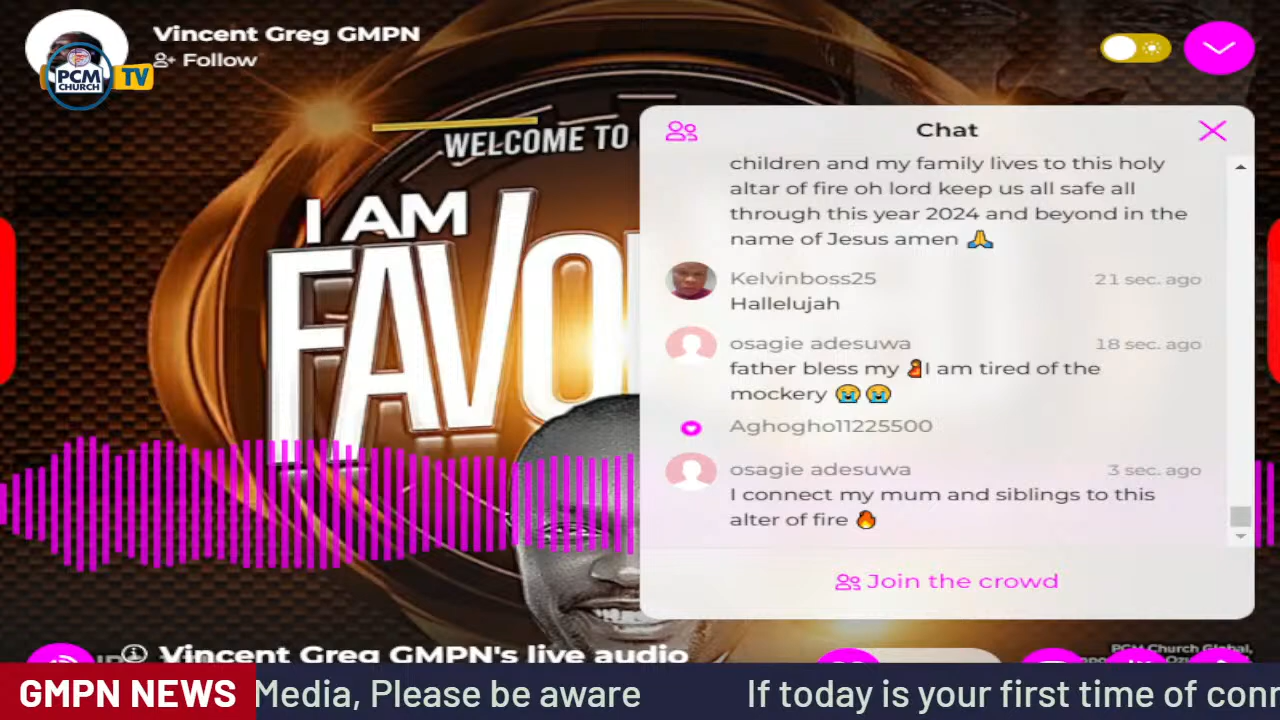 Vincent Greg GMPN
Follow
PCM
CHURCH
TV
WELCOME TO
I AM
Chat
children and my family lives to this holy
altar of fire oh lord keep us all safe all
through this year 2024 and beyond in the
name of Jesus amen 🙏
Kelvinboss25 21 sec. ago
Hallelujah
osagie adesuwa 18 sec. ago
father bless my 🤰I am tired of the
mockery 😭😭
Aghogho11225500
osagie adesuwa 3 sec. ago
I connect my mum and siblings to this
alter of fire 🔥
Join the crowd
Vincent Greg GMPN's live audio
PCM Church Global,
GMPN NEWS Media, Please be aware If today is your first time of